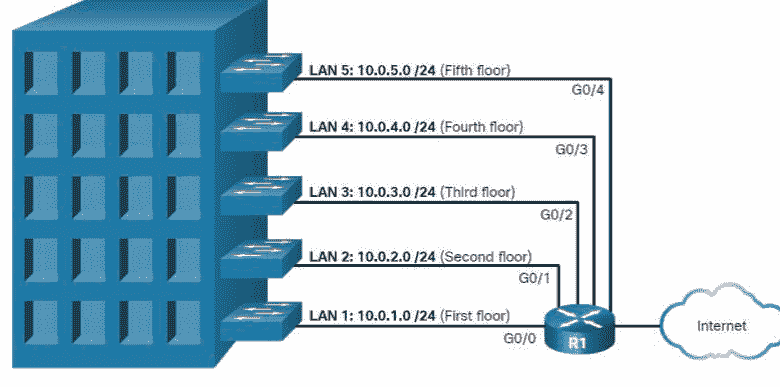 LAN 5: 10.0.5.0 /24 (Fifth floor)
G0/4
LAN 4: 10.0.4.0 /24 (Fourth floor)
G0/3
LAN 3: 10.0.3.0 /24 (Third floor)
G0/2
LAN 2: 10.0.2.0 /24 (Second floor)
G0/1
LAN 1: 10.0.1.0 /24 (First floor)
G0/0
R1
Internet